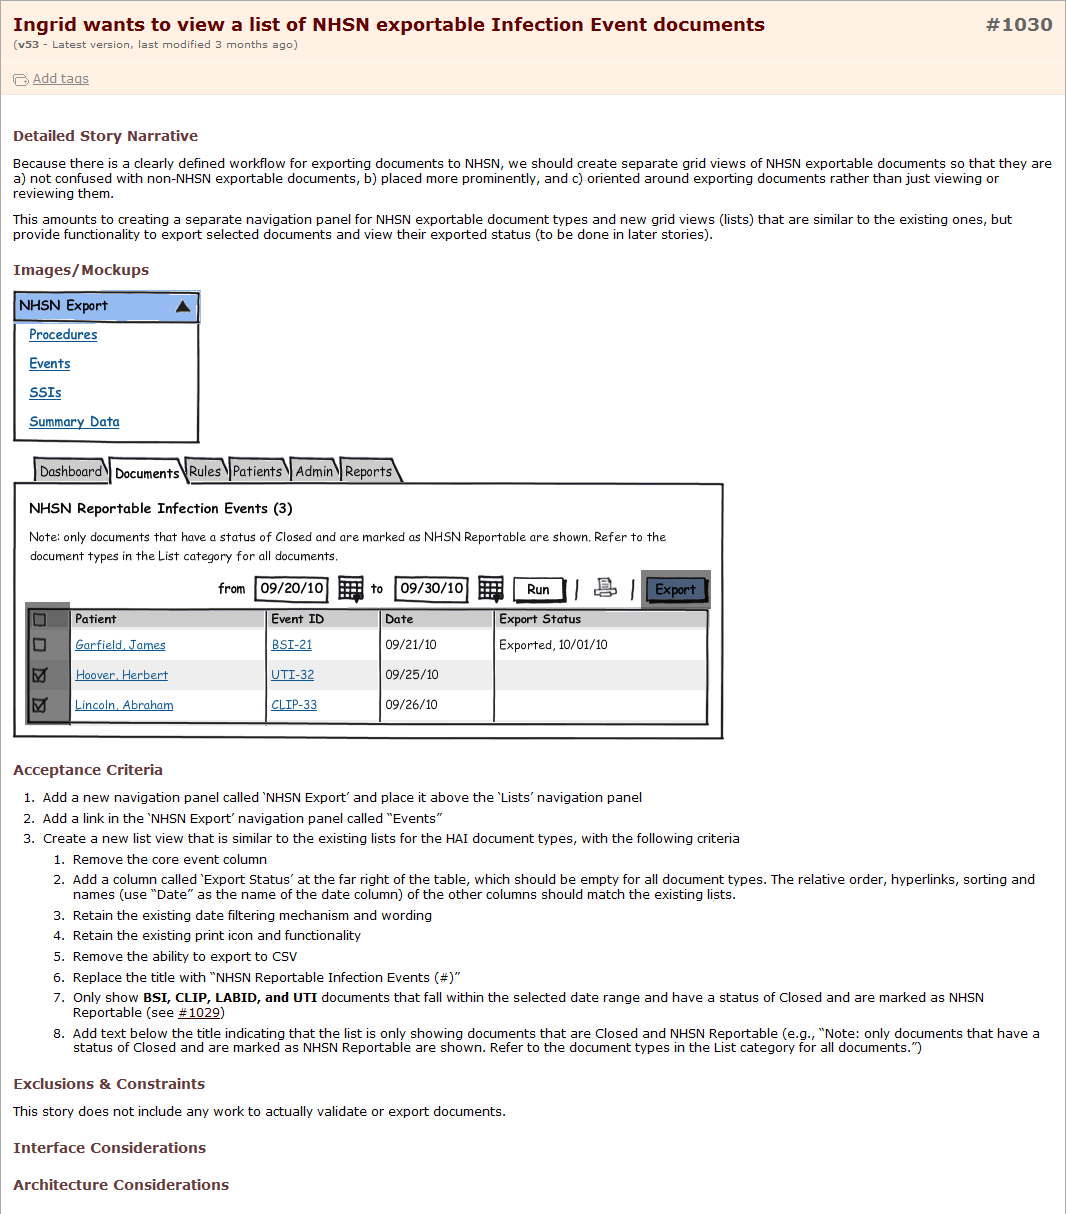 Ingrid wants to view a list of NHSN exportable Infection Event documents #1030
(v53 - Latest version, last modified 3 months ago)
Add tags
Detailed Story Narrative
Because there is a clearly defined workflow for exporting documents to NHSN, we should create separate grid views of NHSN exportable documents so that they are
a) not confused with non-NHSN exportable documents, b) placed more prominently, and c) oriented around exporting documents rather than just viewing or
reviewing them.
This amounts to creating a separate navigation panel for NHSN exportable document types and new grid views (lists) that are similar to the existing ones, but
provide functionality to export selected documents and view their exported status (to be done in later stories).
Images/Mockups
NHSN Export
Procedures
Events
SSIs
Summary Data
Dashboard Documents Rules Patients Admin Reports
NHSN Reportable Infection Events (3)
Note: only documents that have a status of Closed and are marked as NHSN Reportable are shown. Refer to the
document types in the List category for all documents.
from 09/20/10 to 09/30/10 Run | | Export
Patient Event ID Date Export Status
Garfield, James BSI-21 09/21/10 Exported, 10/01/10
Hoover, Herbert UTI-32 09/25/10
Lincoln, Abraham CLIP-33 09/26/10
Acceptance Criteria
1. Add a new navigation panel called ‘NHSN Export’ and place it above the ‘Lists’ navigation panel
2. Add a link in the ‘NHSN Export’ navigation panel called “Events”
3. Create a new list view that is similar to the existing lists for the HAI document types, with the following criteria
1. Remove the core event column
2. Add a column called ‘Export Status’ at the far right of the table, which should be empty for all document types. The relative order, hyperlinks, sorting and
names (use “Date” as the name of the date column) of the other columns should match the existing lists.
3. Retain the existing date filtering mechanism and wording
4. Retain the existing print icon and functionality
5. Remove the ability to export to CSV
6. Replace the title with “NHSN Reportable Infection Events (#)”
7. Only show BSI, CLIP, LABID, and UTI documents that fall within the selected date range and have a status of Closed and are marked as NHSN
Reportable (see #1029)
8. Add text below the title indicating that the list is only showing documents that are Closed and NHSN Reportable (e.g., “Note: only documents that have a
status of Closed and are marked as NHSN Reportable are shown. Refer to the document types in the List category for all documents.”)
Exclusions & Constraints
This story does not include any work to actually validate or export documents.
Interface Considerations
Architecture Considerations